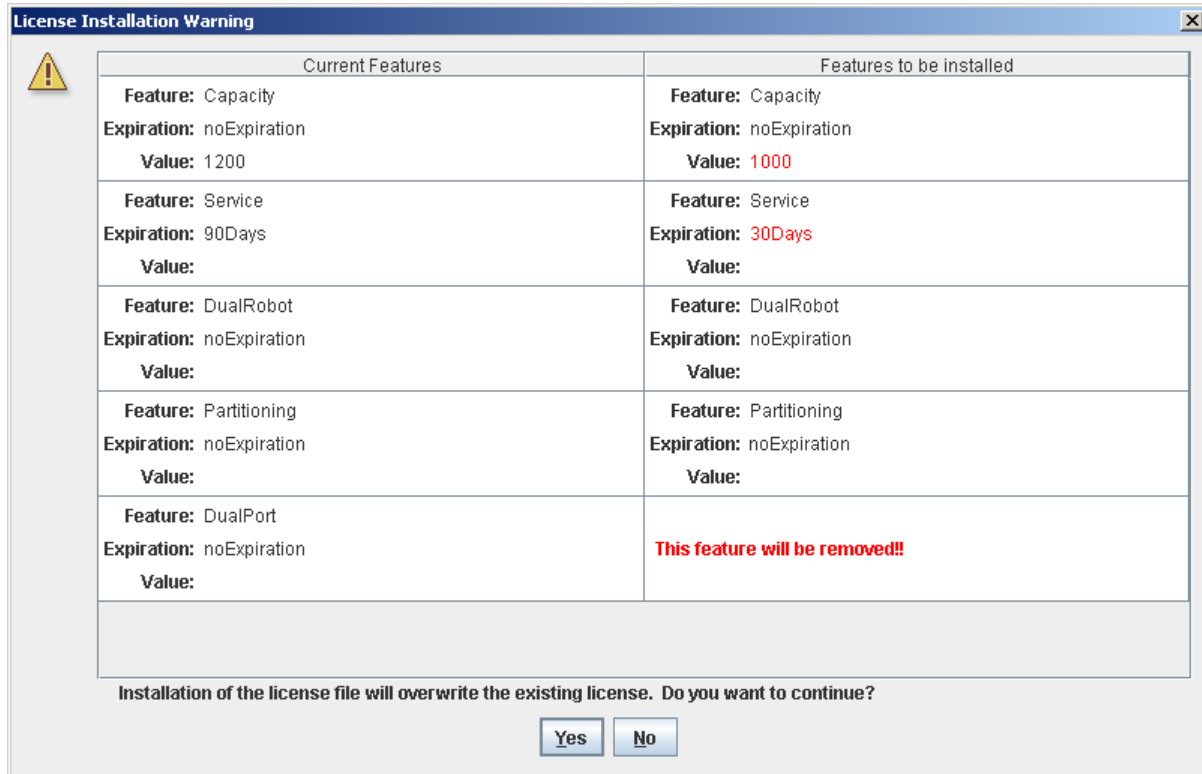 License Installation Warning
Current Features Features to be installed
Feature: Capacity Feature: Capacity
Expiration: noExpiration Expiration: noExpiration
Value: 1200 Value: 1000
Feature: Service Feature: Service
Expiration: 90Days Expiration: 30Days
Value: Value:
Feature: DualRobot Feature: DualRobot
Expiration: noExpiration Expiration: noExpiration
Value: Value:
Feature: Partitioning Feature: Partitioning
Expiration: noExpiration Expiration: noExpiration
Value: Value:
Feature: DualPort
Expiration: noExpiration This feature will be removed!!
Value:
Installation of the license file will overwrite the existing license. Do you want to continue?
Yes No